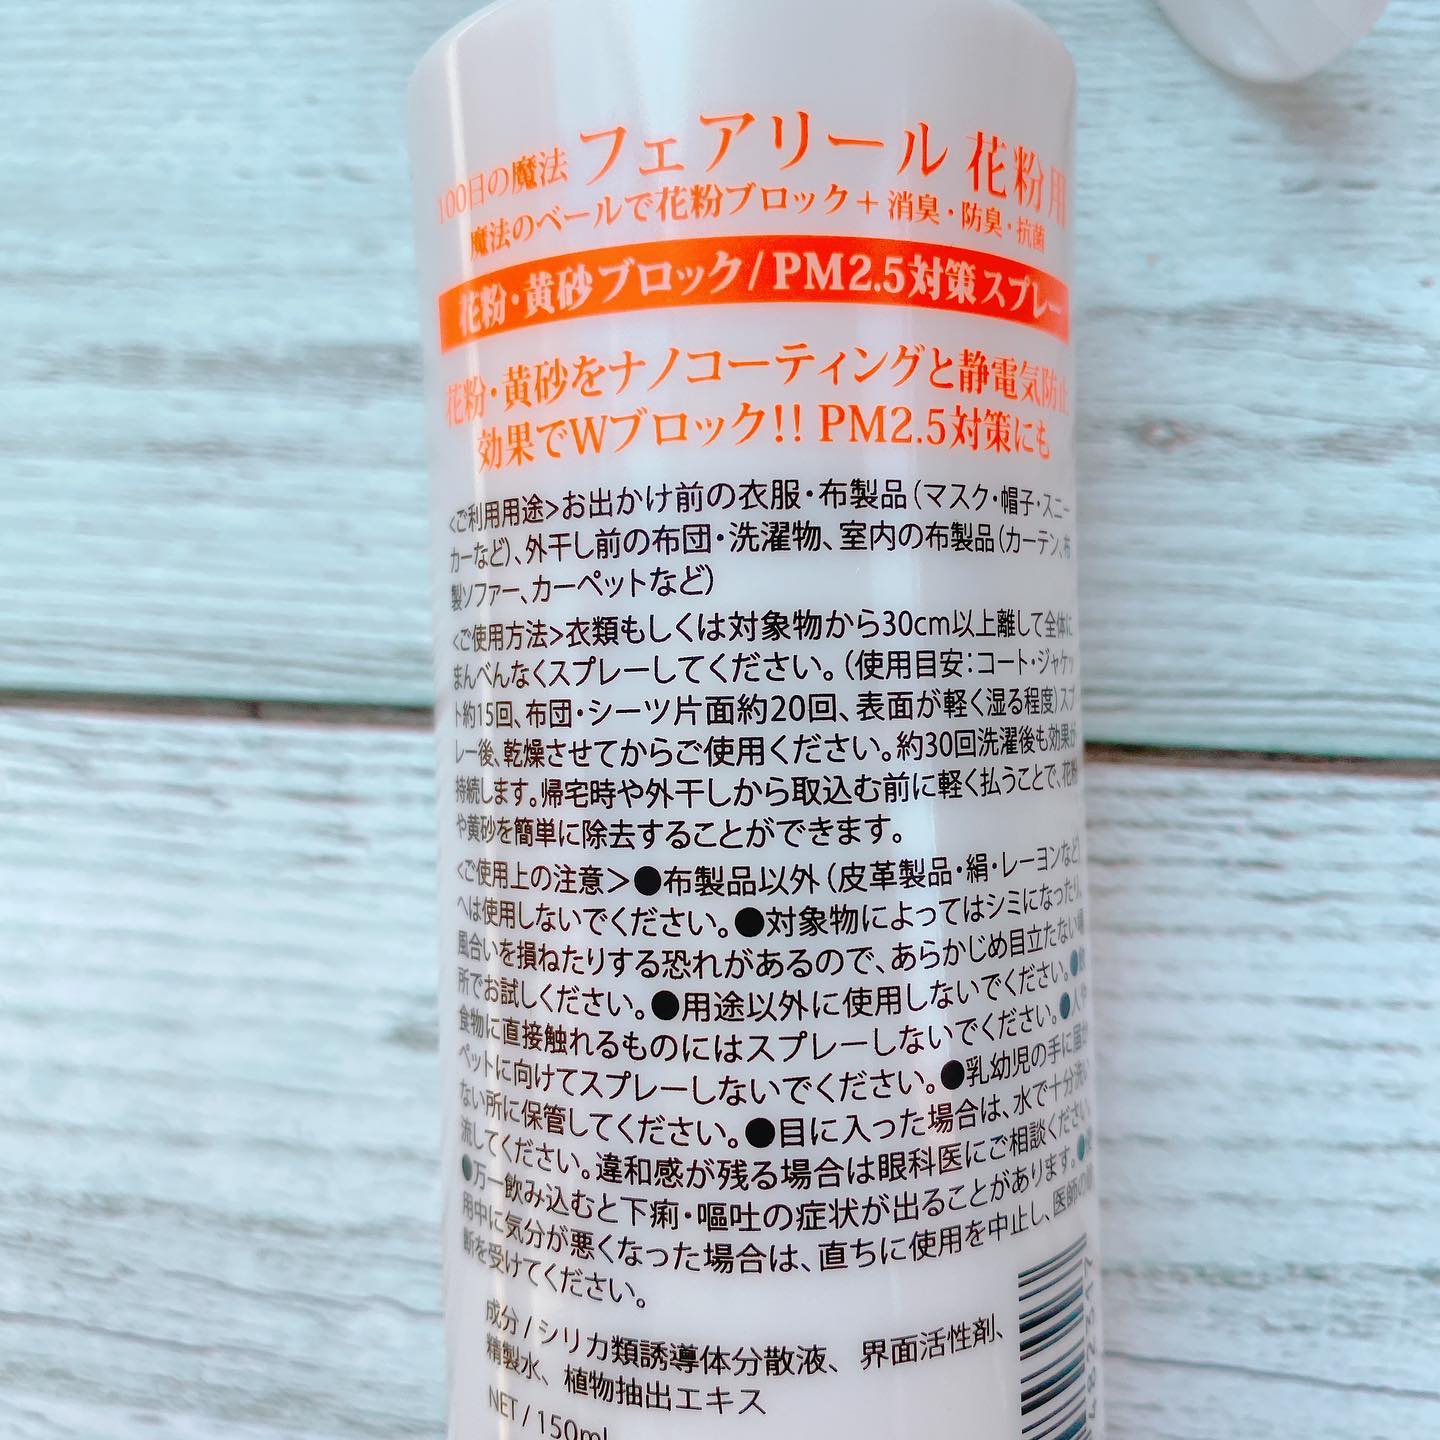 100日の魔法 フェアリール 花粉用
魔法のベールで花粉ブロック+消臭・防臭・抗菌
花粉・黄砂ブロック/PM2.5対策スプレー
花粉・黄砂をナノコーティングと静電気防止
効果でWブロック!! PM2.5対策にも
<ご利用用途>お出かけ前の衣服・布製品(マスク・帽子・スニー
カーなど)、外干し前の布団・洗濯物、室内の布製品(カーテン、布
製ソファー、カーペットなど)
<ご使用方法>衣類もしくは対象物から30cm以上離して全体に
まんべんなくスプレーしてください。(使用目安:コート・ジャケッ
ト約15回、布団・シーツ片面約20回、表面が軽く湿る程度)スプ
レー後、乾燥させてからご使用ください。約30回洗濯後も効果が
持続します。帰宅時や外干しから取込む前に軽く払うことで、花粉
や黄砂を簡単に除去することができます。
<ご使用上の注意>●布製品以外(皮革製品・絹・レーヨンなど)
へは使用しないでください。●対象物によってはシミになったり、
風合いを損ねたりする恐れがあるので、あらかじめ目立たない場
所でお試しください。●用途以外に使用しないでください。●飲
食物に直接触れるものにはスプレーしないでください。●人や
ペットに向けてスプレーしないでください。●乳幼児の手に届か
ない所に保管してください。●目に入った場合は、水で十分洗い
流してください。違和感が残る場合は眼科医にご相談ください。
●万一飲み込むと下痢・嘔吐の症状が出ることがあります。●使
用中に気分が悪くなった場合は、直ちに使用を中止し、医師の診
断を受けてください。
成分/シリカ類誘導体分散液、界面活性剤、
精製水、植物抽出エキス
NET/150ml